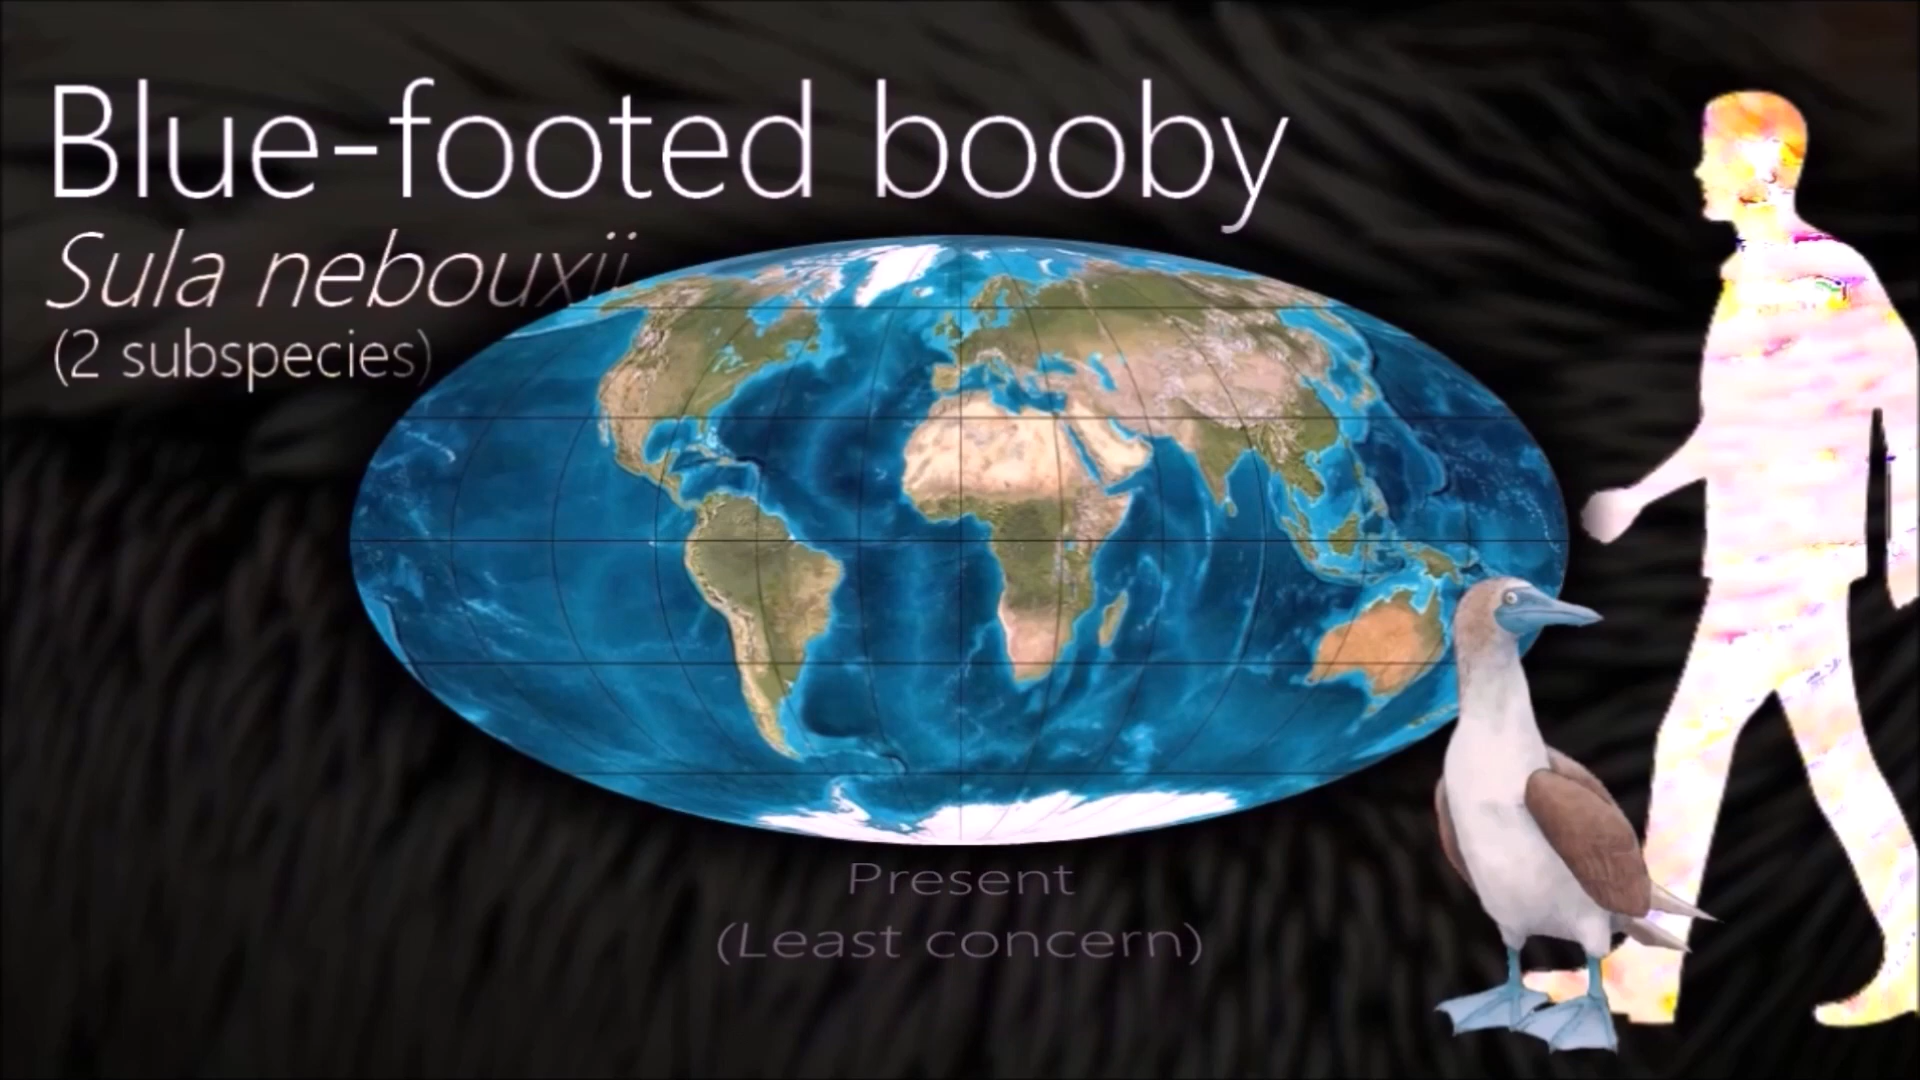 Blue-footed booby
Sula nebouxii
(2 subspecies)
Present
(Least concern)